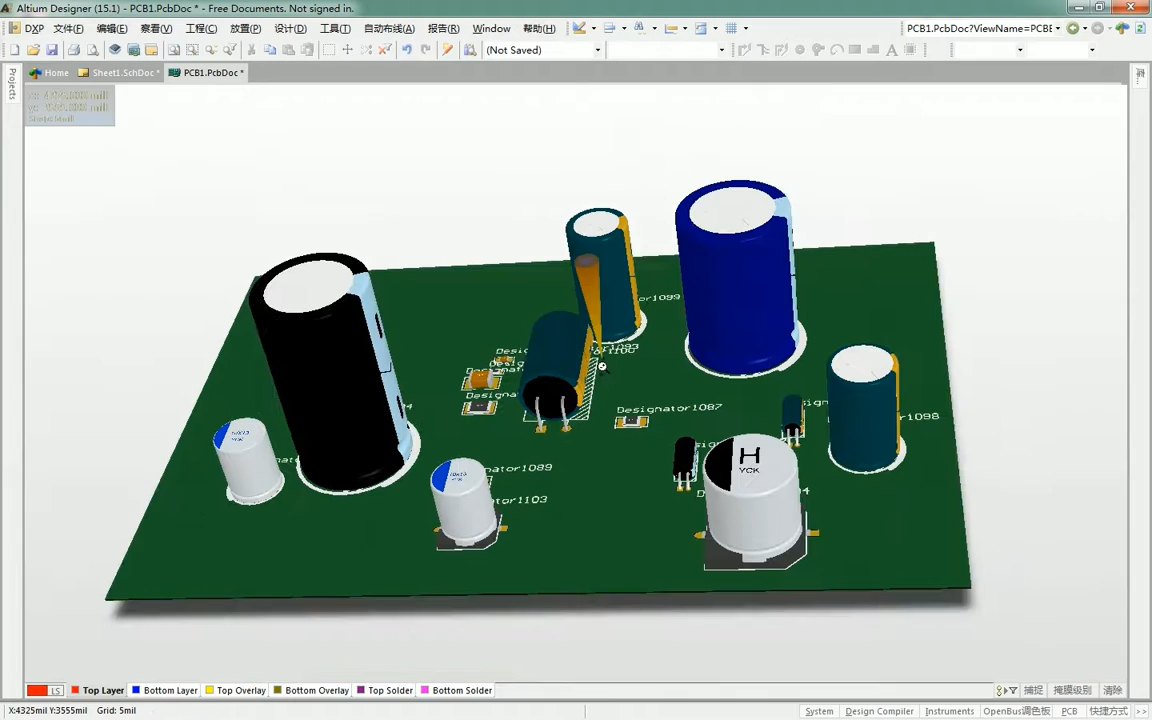 Altium Designer (15.1) - PCB1.PcbDoc * - Free Documents. Not signed in.
DXP 文件(F) 编辑(E) 察看(V) 工程(C) 放置(P) 设计(D) 工具(T) 自动布线(A) 报告(R) Window 帮助(H)
PCB1.PcbDoc?ViewName=PCBE
(Not Saved)
Projects
Home Sheet1.SchDoc * PCB1.PcbDoc *
Designator1087
Designator1089
Designator1103
H
YCK
Top Layer Bottom Layer Top Overlay Bottom Overlay Top Solder Bottom Solder
LS
捕捉 掩膜级别 清除
X:4325mil Y:3555mil Grid: 5mil
System Design Compiler Instruments OpenBus调色板 PCB 快捷方式 >>